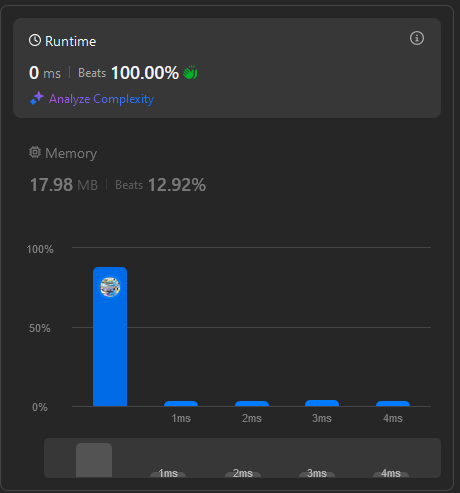 Runtime
0 ms | Beats 100.00%
Analyze Complexity
Memory
17.98 MB | Beats 12.92%
100%
50%
0%
1ms 2ms 3ms 4ms
1ms 2ms 3ms 4ms